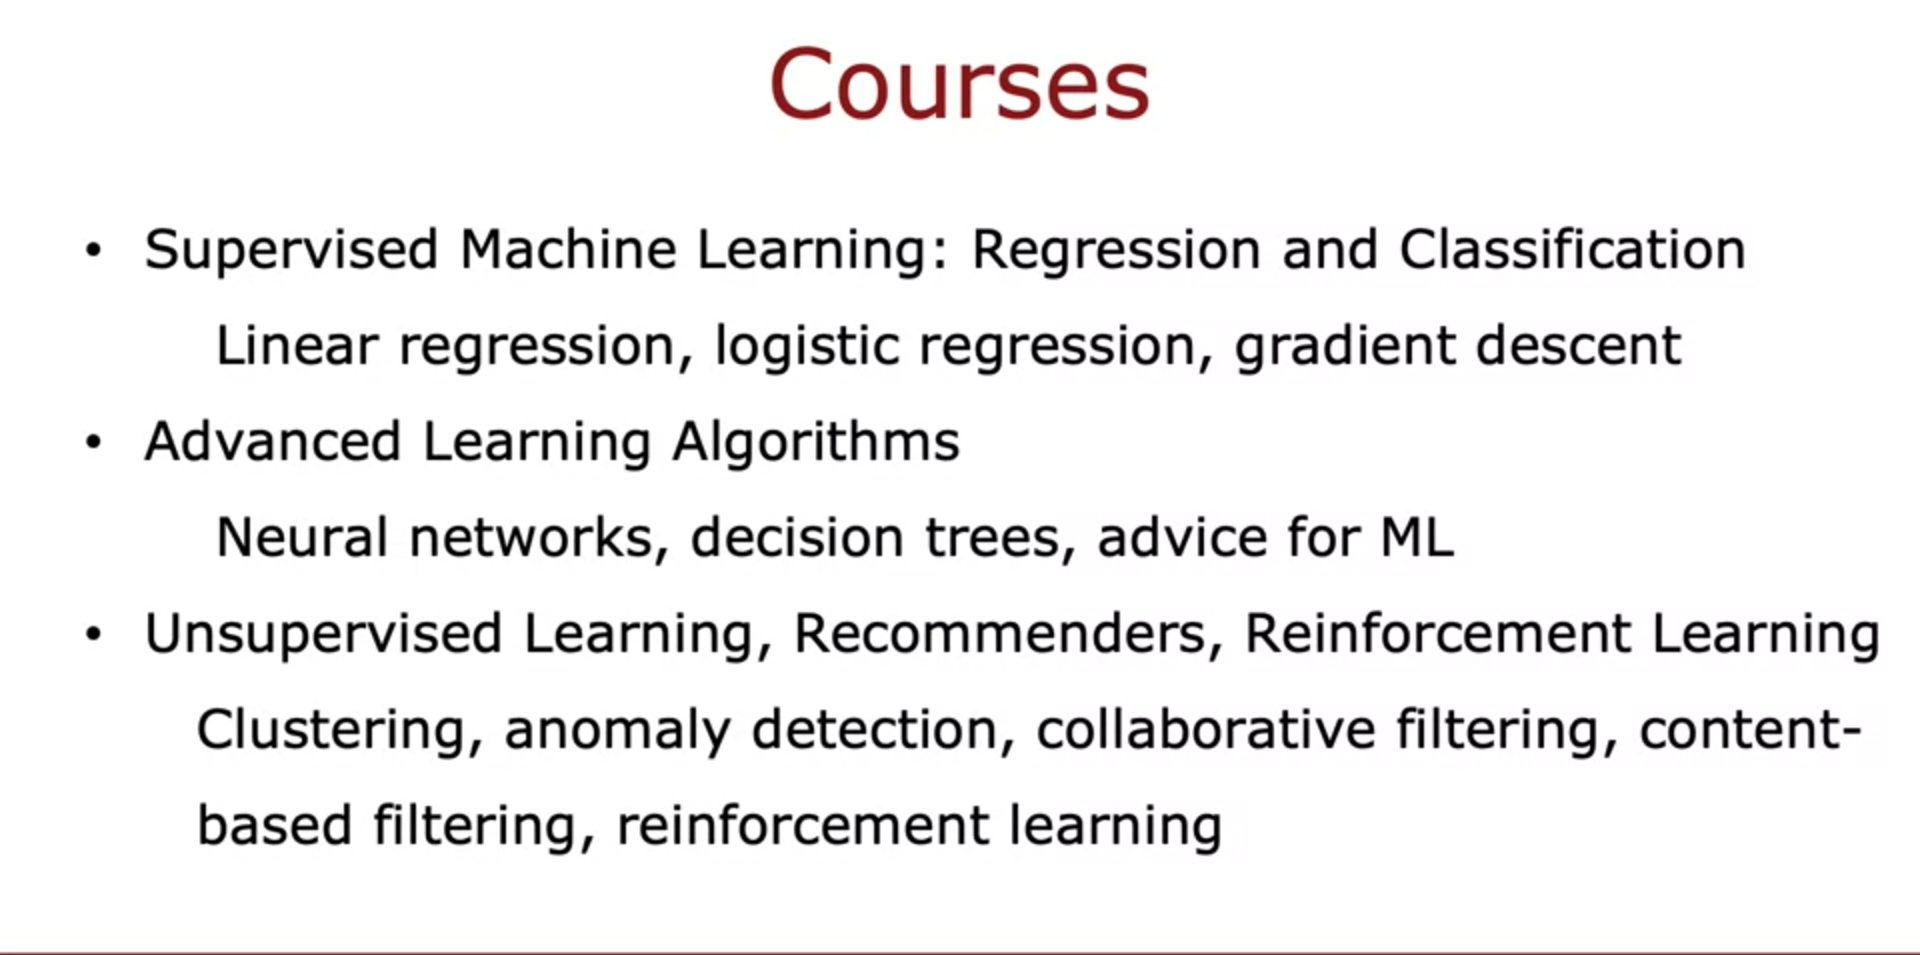 Courses
• Supervised Machine Learning: Regression and Classification
Linear regression, logistic regression, gradient descent
• Advanced Learning Algorithms
Neural networks, decision trees, advice for ML
• Unsupervised Learning, Recommenders, Reinforcement Learning
Clustering, anomaly detection, collaborative filtering, content-
based filtering, reinforcement learning